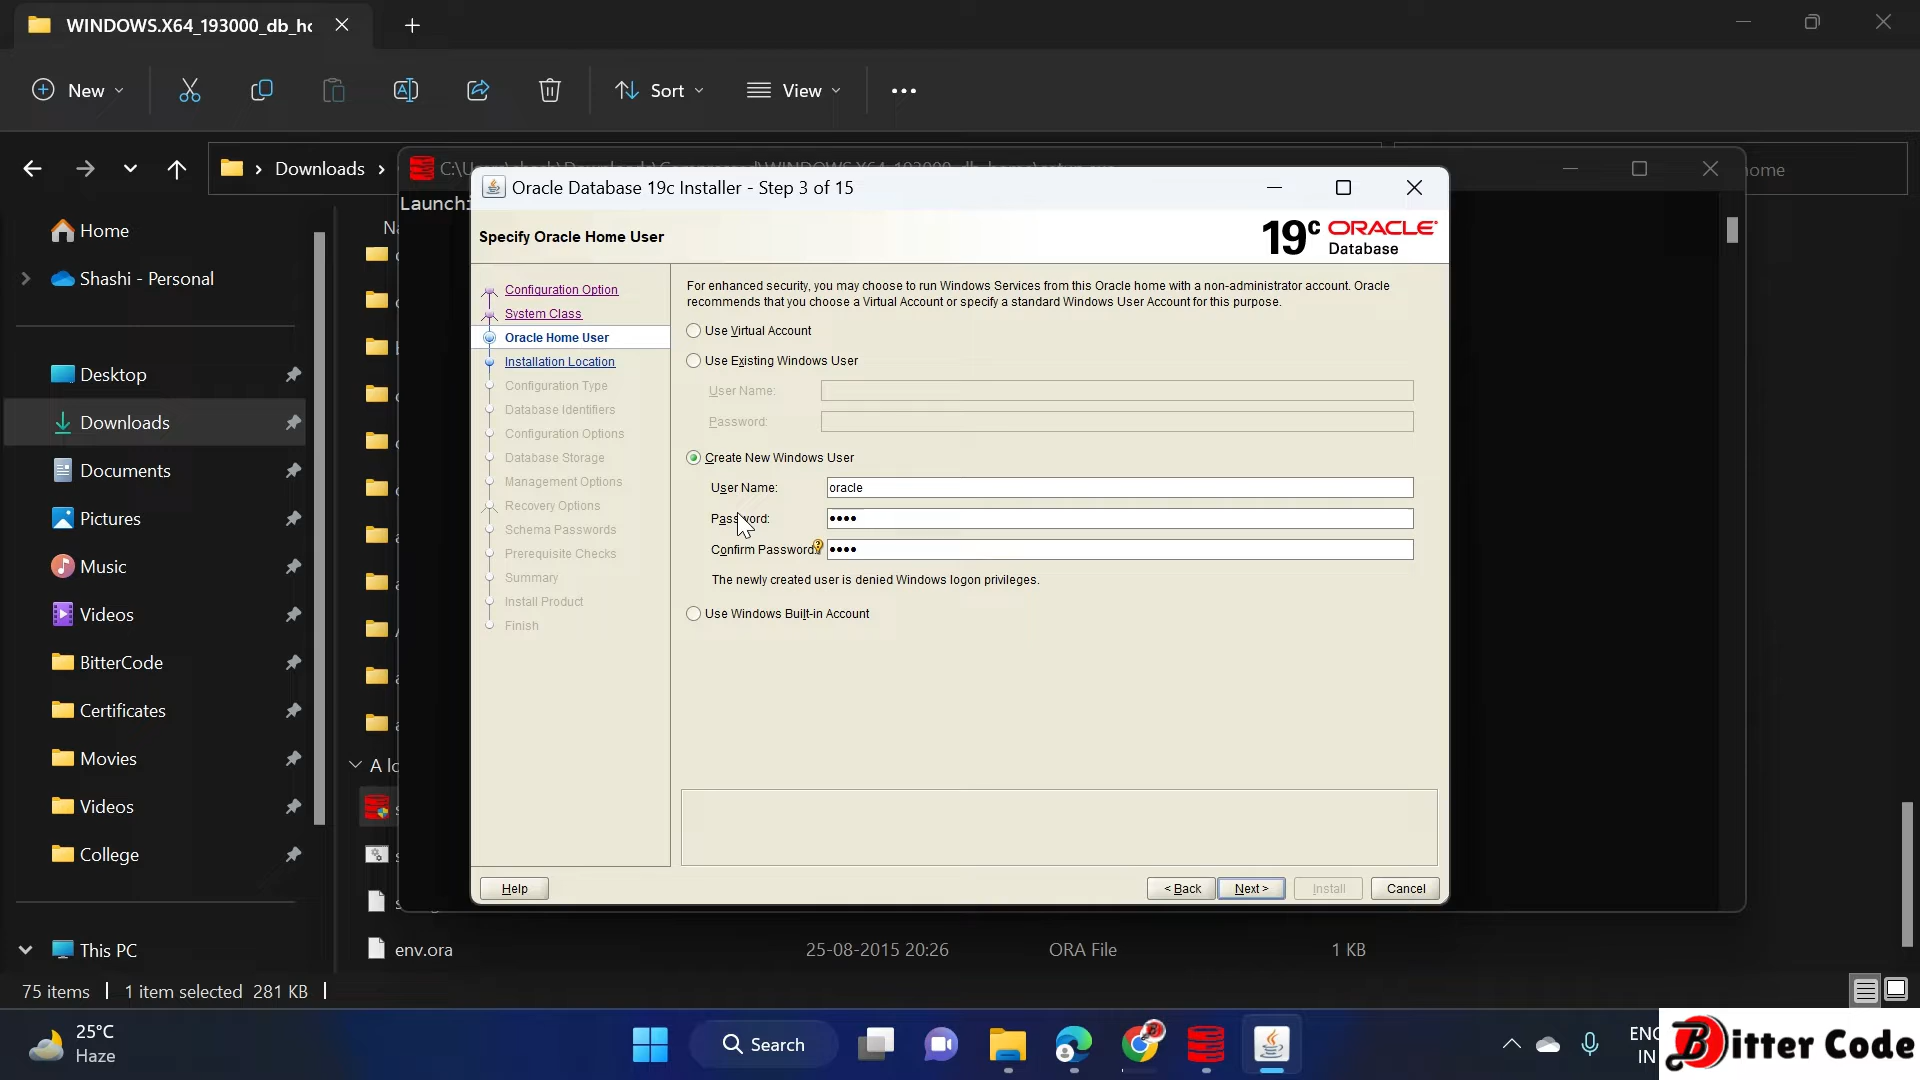 WINDOWS.X64_193000_db_hc
New
Sort
View
Downloads
ome
Launchi
Oracle Database 19c Installer - Step 3 of 15
Specify Oracle Home User
19c ORACLE
Database
Home
Shashi - Personal
Desktop
Downloads
Documents
Pictures
Music
Videos
BitterCode
Certificates
Movies
Videos
College
This PC
Configuration Option
System Class
Oracle Home User
Installation Location
Configuration Type
Database Identifiers
Configuration Options
Database Storage
Management Options
Recovery Options
Schema Passwords
Prerequisite Checks
Summary
Install Product
Finish
For enhanced security, you may choose to run Windows Services from this Oracle home with a non-administrator account. Oracle
recommends that you choose a Virtual Account or specify a standard Windows User Account for this purpose.
Use Virtual Account
Use Existing Windows User
User Name:
Password:
Create New Windows User
User Name: oracle
Password: ••••
Confirm Password: ••••
The newly created user is denied Windows logon privileges.
Use Windows Built-in Account
Help
< Back
Next >
Install
Cancel
A lo
env.ora 25-08-2015 20:26 ORA File 1 KB
75 items 1 item selected 281 KB
25°C
Haze
Search
ENG
IN
Bitter Code